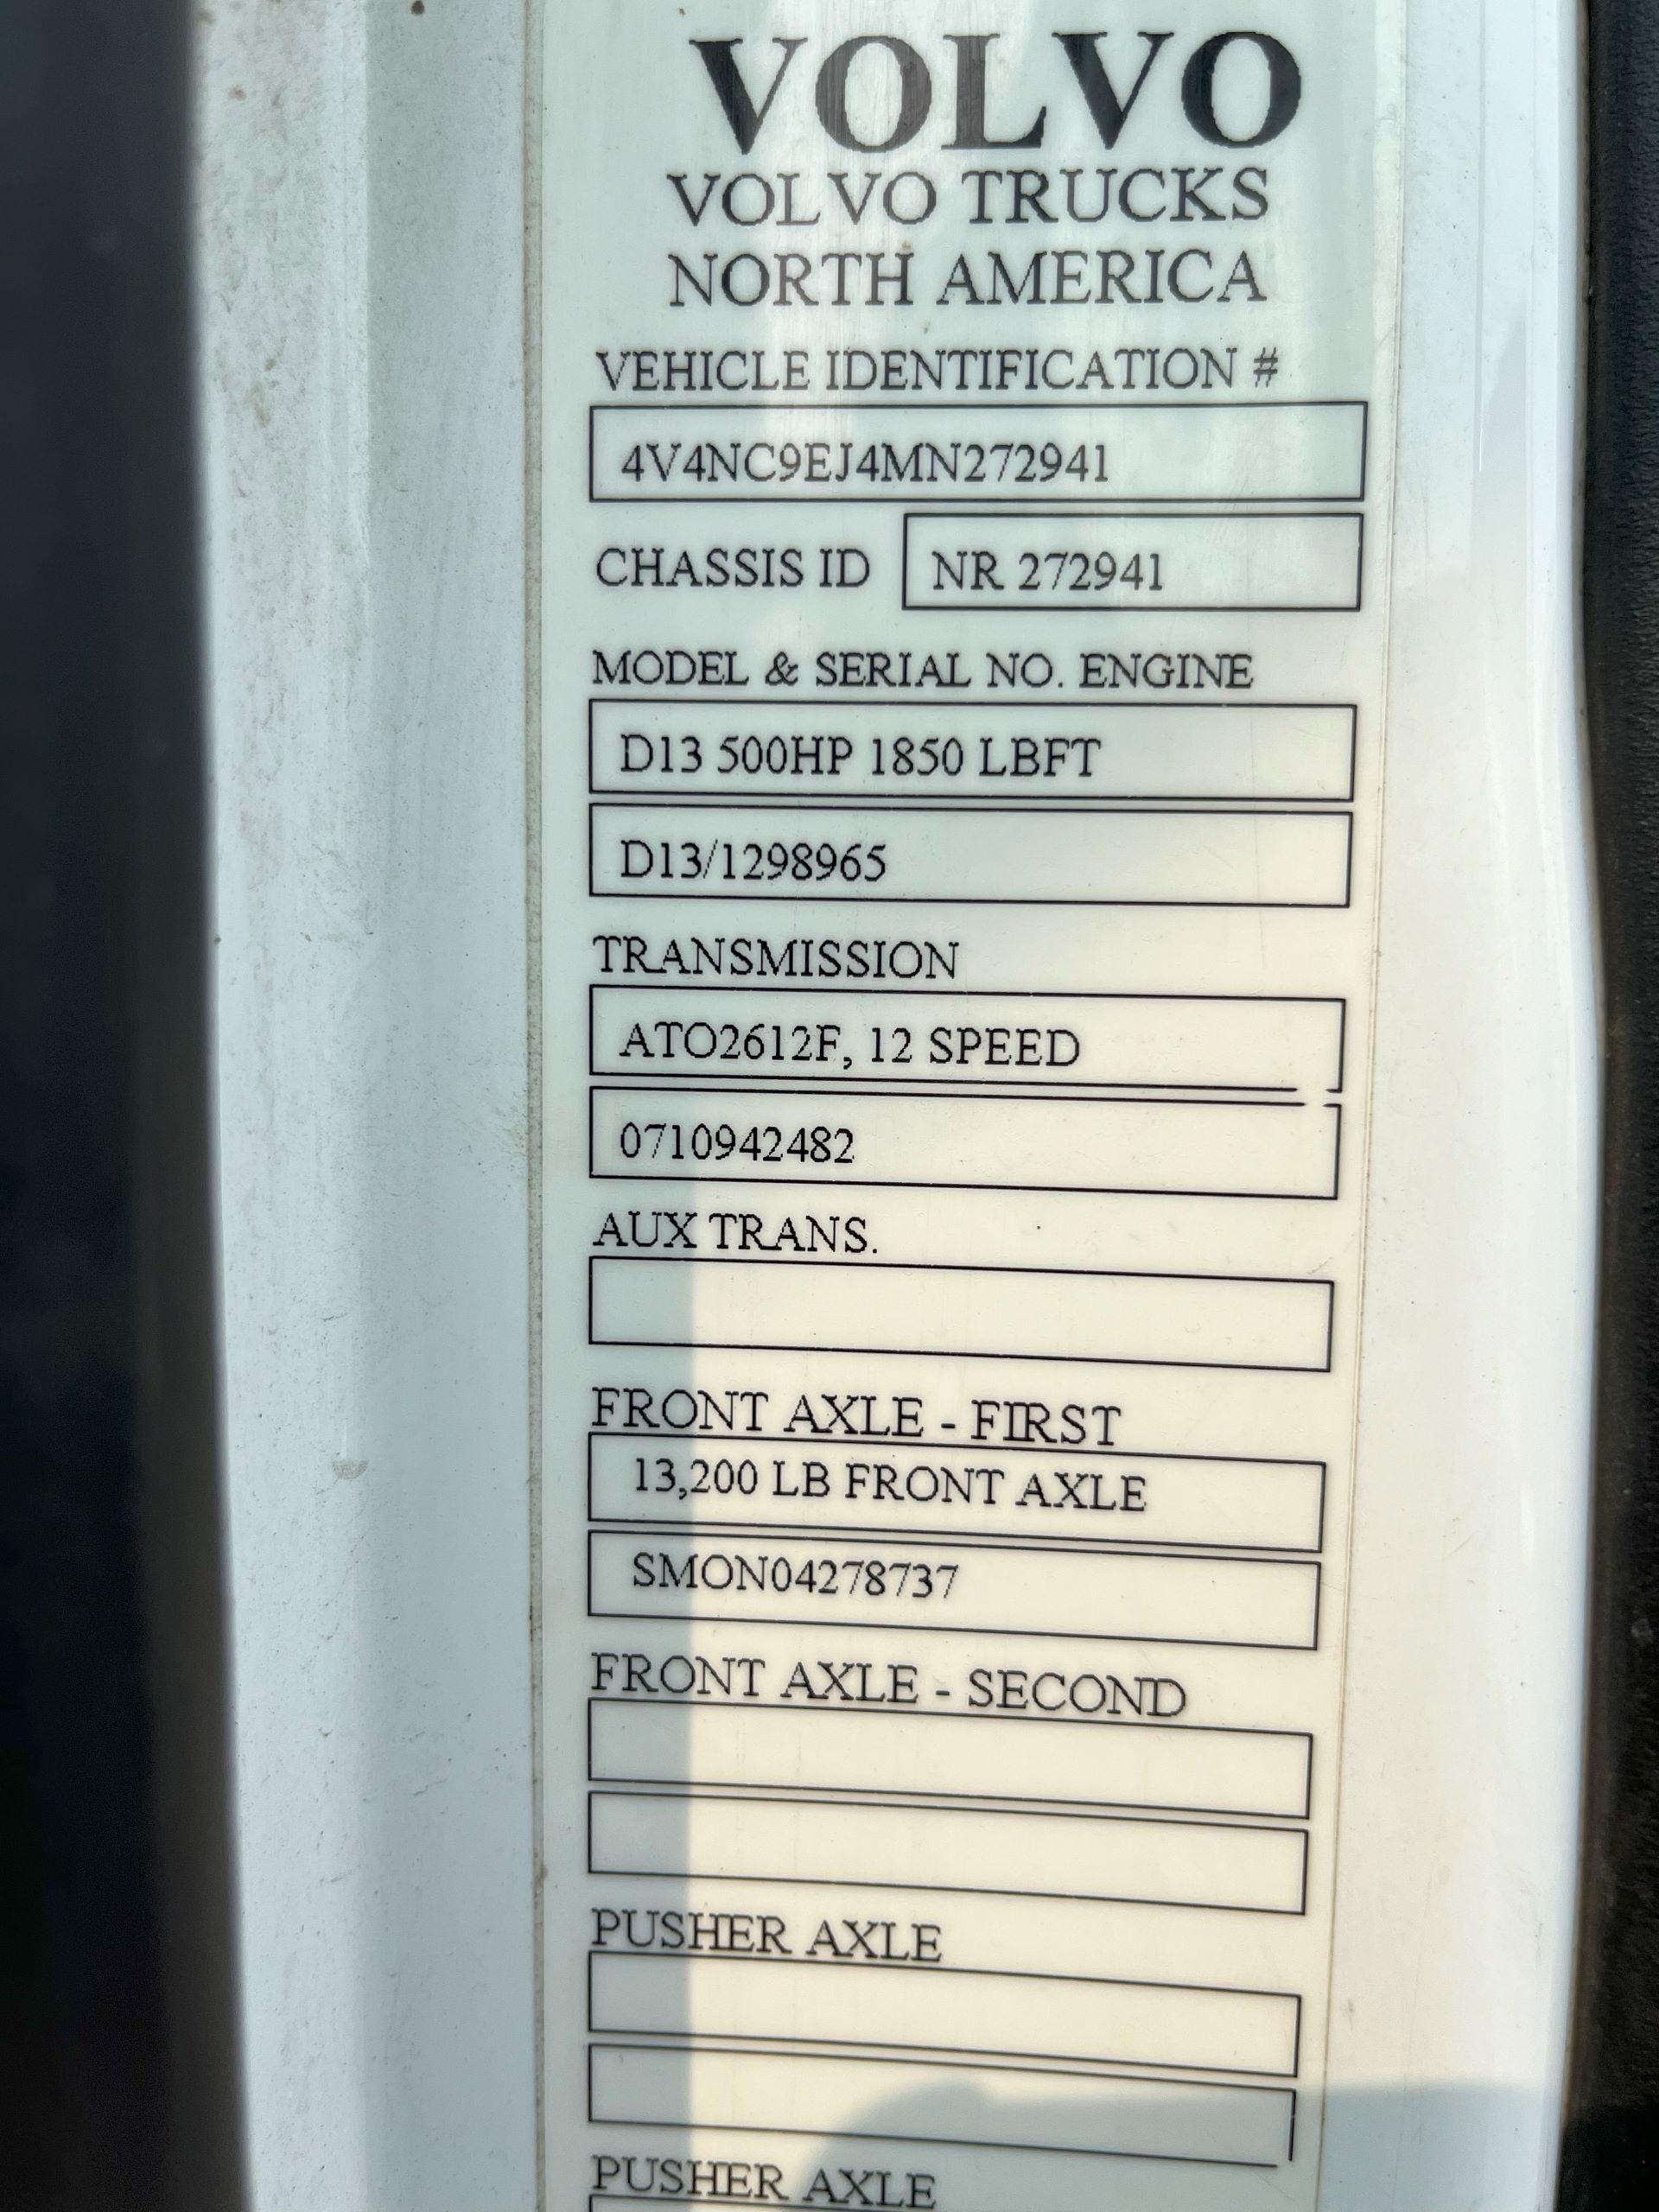 VOLVO
VOLVO TRUCKS
NORTH AMERICA
VEHICLE IDENTIFICATION #
4V4NC9EJ4MN272941
CHASSIS ID NR 272941
MODEL & SERIAL NO. ENGINE
D13 500HP 1850 LBFT
D13/1298965
TRANSMISSION
ATO2612F, 12 SPEED
0710942482
AUX TRANS.
FRONT AXLE - FIRST
13,200 LB FRONT AXLE
SMON04278737
FRONT AXLE - SECOND
PUSHER AXLE
PUSHER AXLE